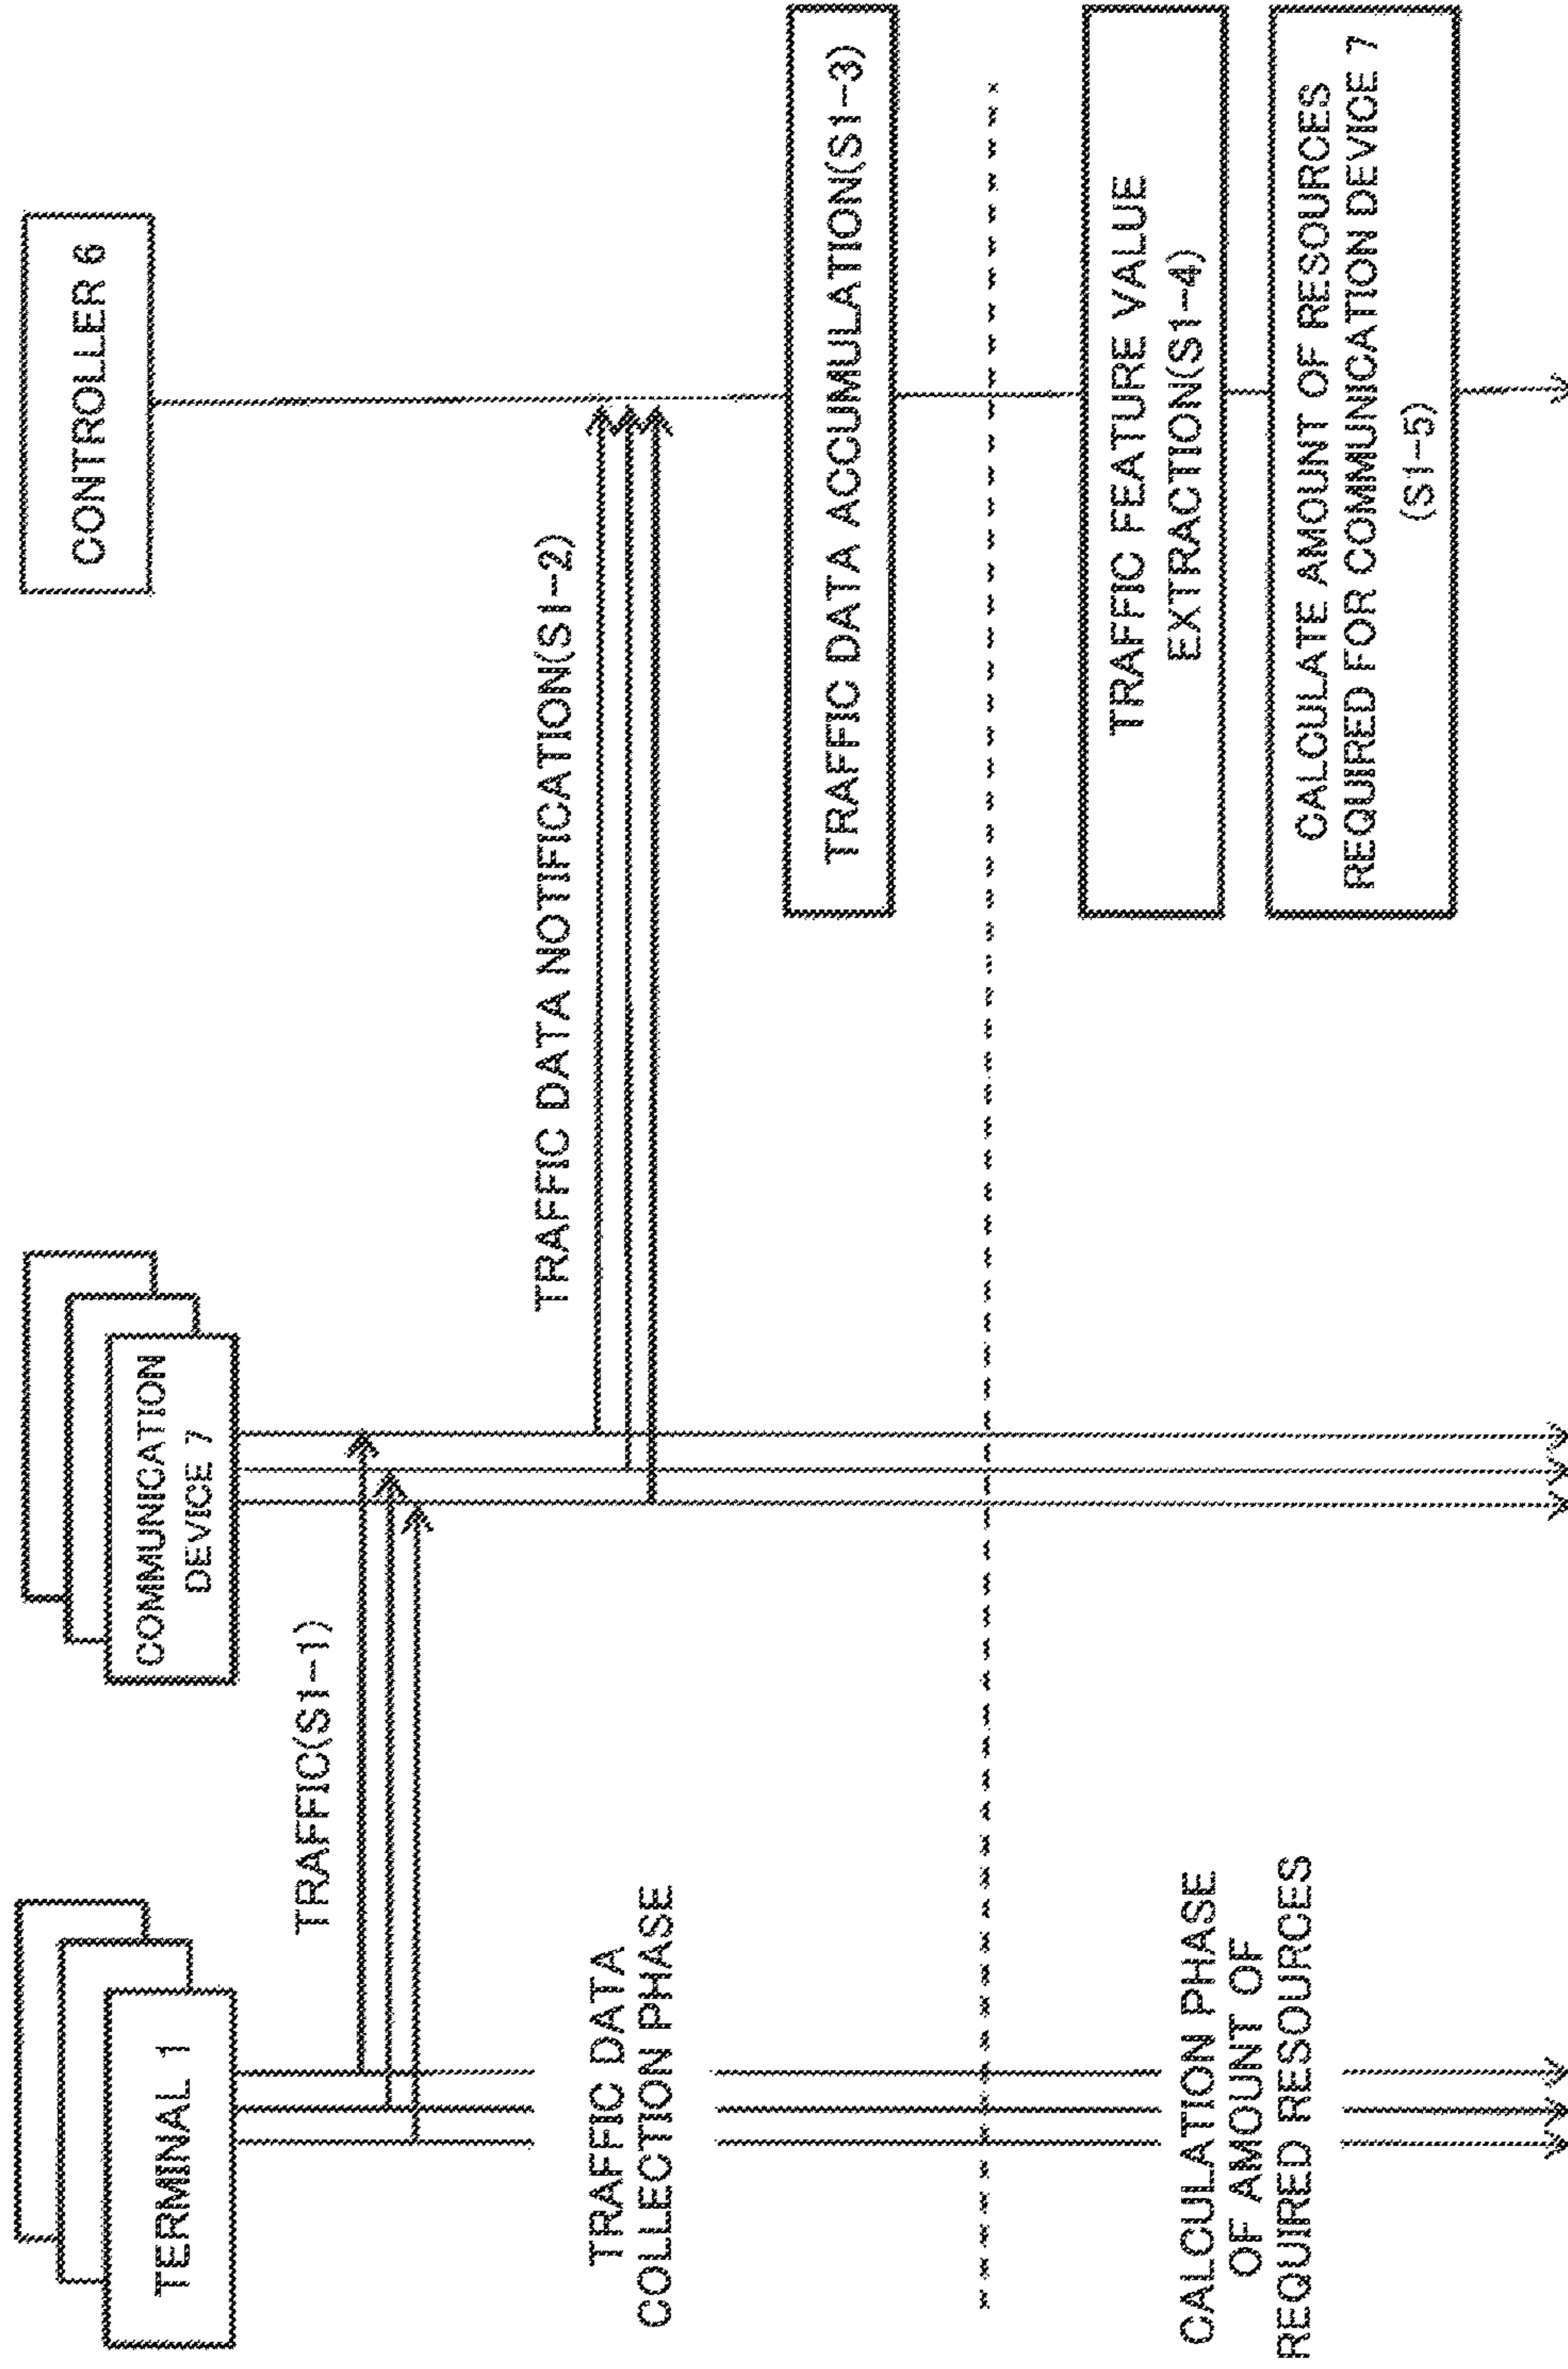 TERMINAL 1
COMMUNICATION
DEVICE 7
CONTROLLER 6
TRAFFIC(S1-1)
TRAFFIC DATA NOTIFICATION(S1-2)
TRAFFIC DATA
COLLECTION PHASE
TRAFFIC DATA ACCUMULATION(S1-3)
CALCULATION PHASE
OF AMOUNT OF
REQUIRED RESOURCES
TRAFFIC FEATURE VALUE
EXTRACTION(S1-4)
CALCULATE AMOUNT OF RESOURCES
REQUIRED FOR COMMUNICATION DEVICE 7
(S1-5)